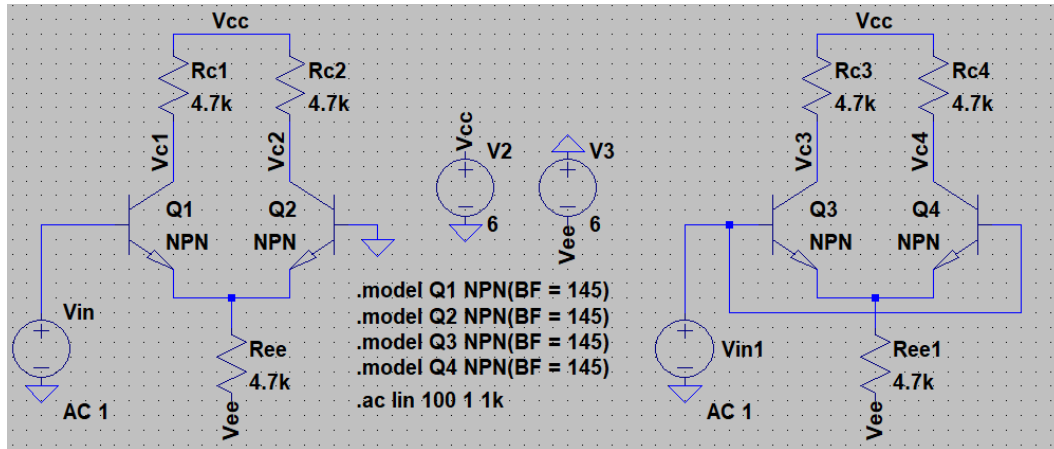 Vcc
Rc1
4.7k
Rc2
4.7k
Vc1
Vc2
Q1
NPN
Q2
NPN
Vin
AC 1
Ree
4.7k
Vee
Vcc
V2
6
V3
6
Vee
.model Q1 NPN(BF = 145)
.model Q2 NPN(BF = 145)
.model Q3 NPN(BF = 145)
.model Q4 NPN(BF = 145)
.ac lin 100 1 1k
Vcc
Rc3
4.7k
Rc4
4.7k
Vc3
Vc4
Q3
NPN
Q4
NPN
Vin1
AC 1
Ree1
4.7k
Vee